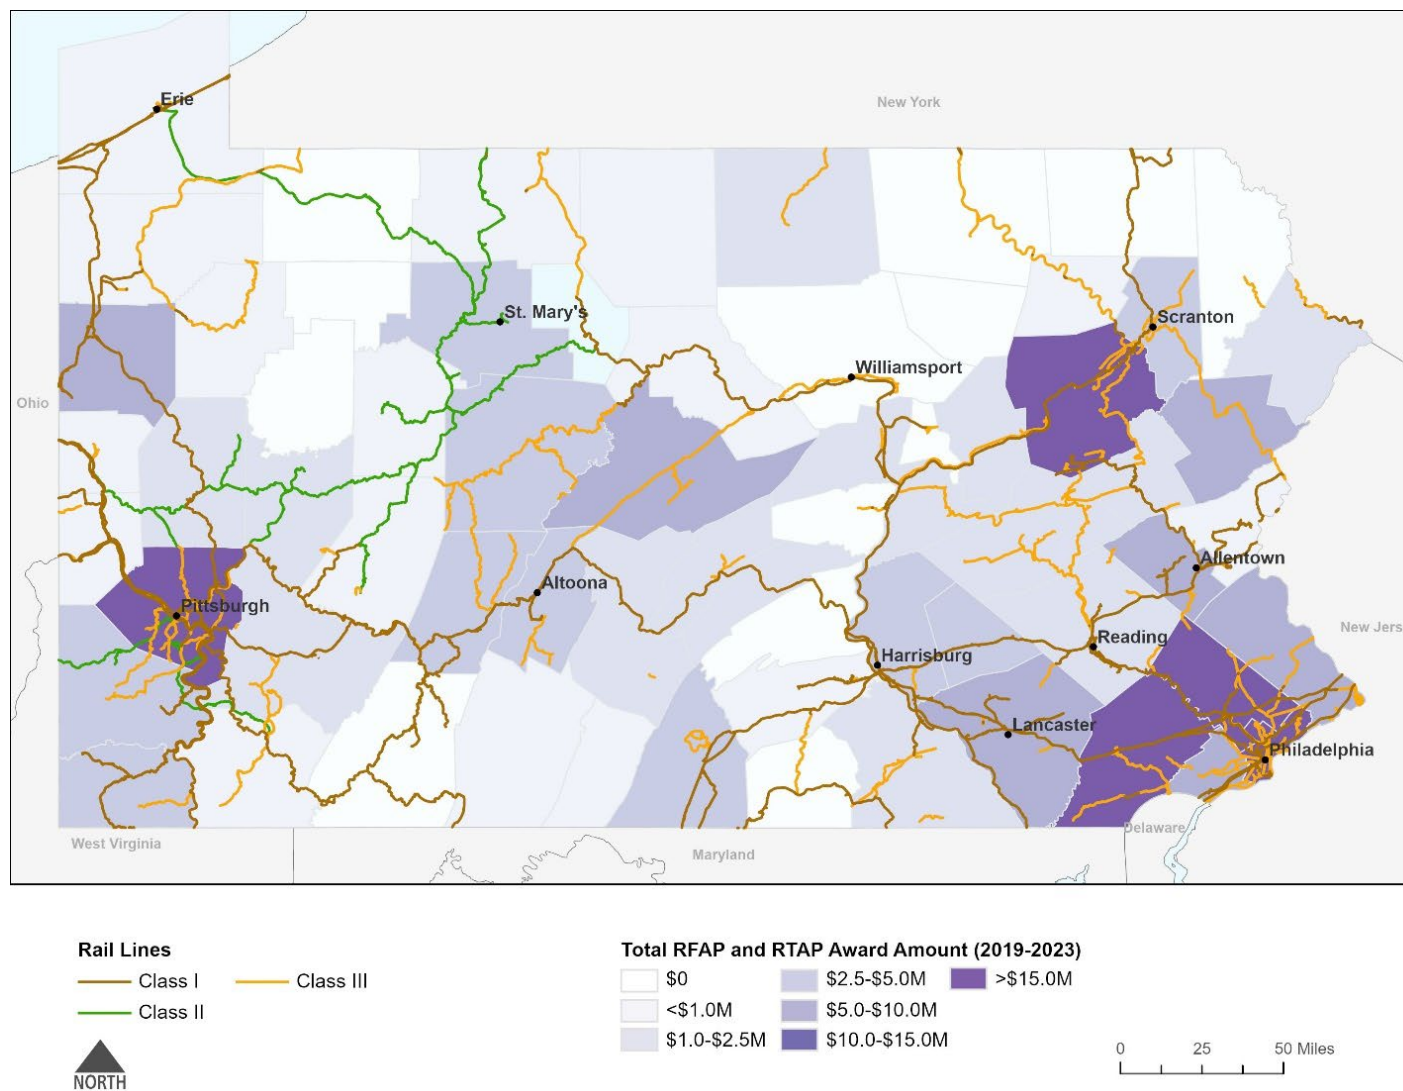 Erie
New York
St. Mary's
Scranton
Williamsport
Ohio
Allentown
Altoona
Pittsburgh
New Jers
Reading
Harrisburg
Lancaster
Philadelphia
Delaware
West Virginia
Maryland
Rail Lines
Class I
Class III
Class II
NORTH
Total RFAP and RTAP Award Amount (2019-2023)
$0
$2.5-$5.0M
>$15.0M
<$1.0M
$5.0-$10.0M
$1.0-$2.5M
$10.0-$15.0M
0 25 50 Miles